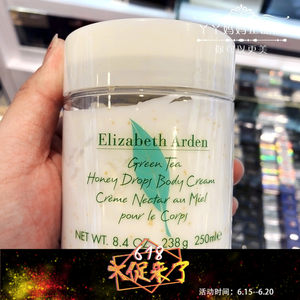 Elizabeth Arden
Green Tea
Honey Drops Body Cream
Crème Nectar au Miel
pour le Corps
NET WT. 8.4 OZ. 238g 250ml
618
大促来了
活动时间：6.15--6.20